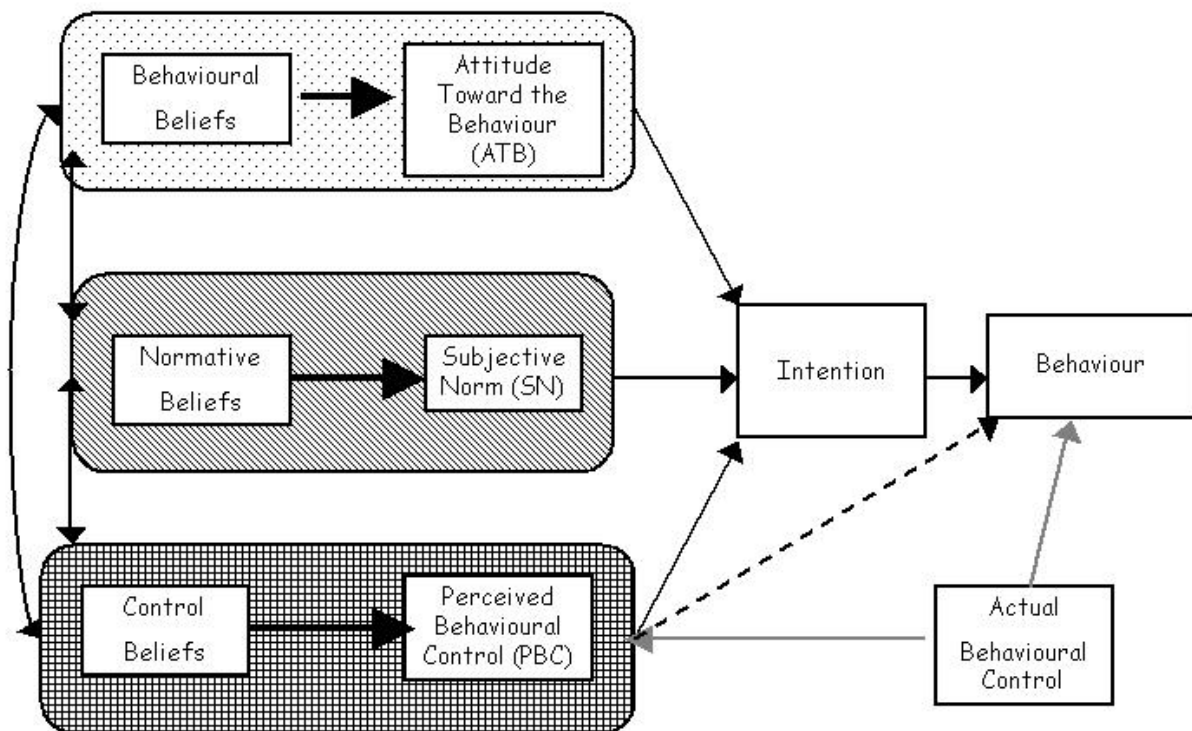 Behavioural
Beliefs
Attitude
Toward the
Behaviour
(ATB)
Normative
Beliefs
Subjective
Norm (SN)
Intention
Behaviour
Control
Beliefs
Perceived
Behavioural
Control (PBC)
Actual
Behavioural
Control